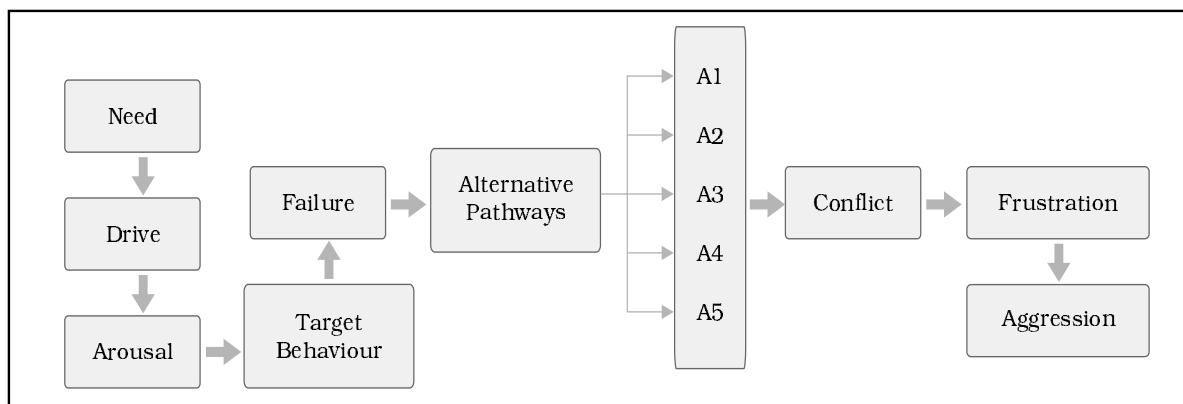 Need
Drive
Arousal
Target
Behaviour
Failure
Alternative
Pathways
A1
A2
A3
A4
A5
Conflict
Frustration
Aggression